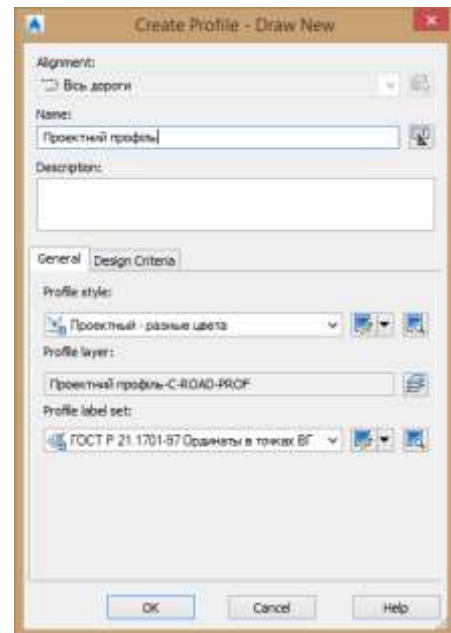 Create Profile - Draw New
Alignment:
Вісь дороги
Name:
Проектний профіль
Description:
General
Design Criteria
Profile style:
Проектный - разные цвета
Profile layer:
Проектний профіль-C-ROAD-PROF
Profile label set:
ГОСТ Р 21.1701-97 Ординаты в точках ВГ
OK
Cancel
Help